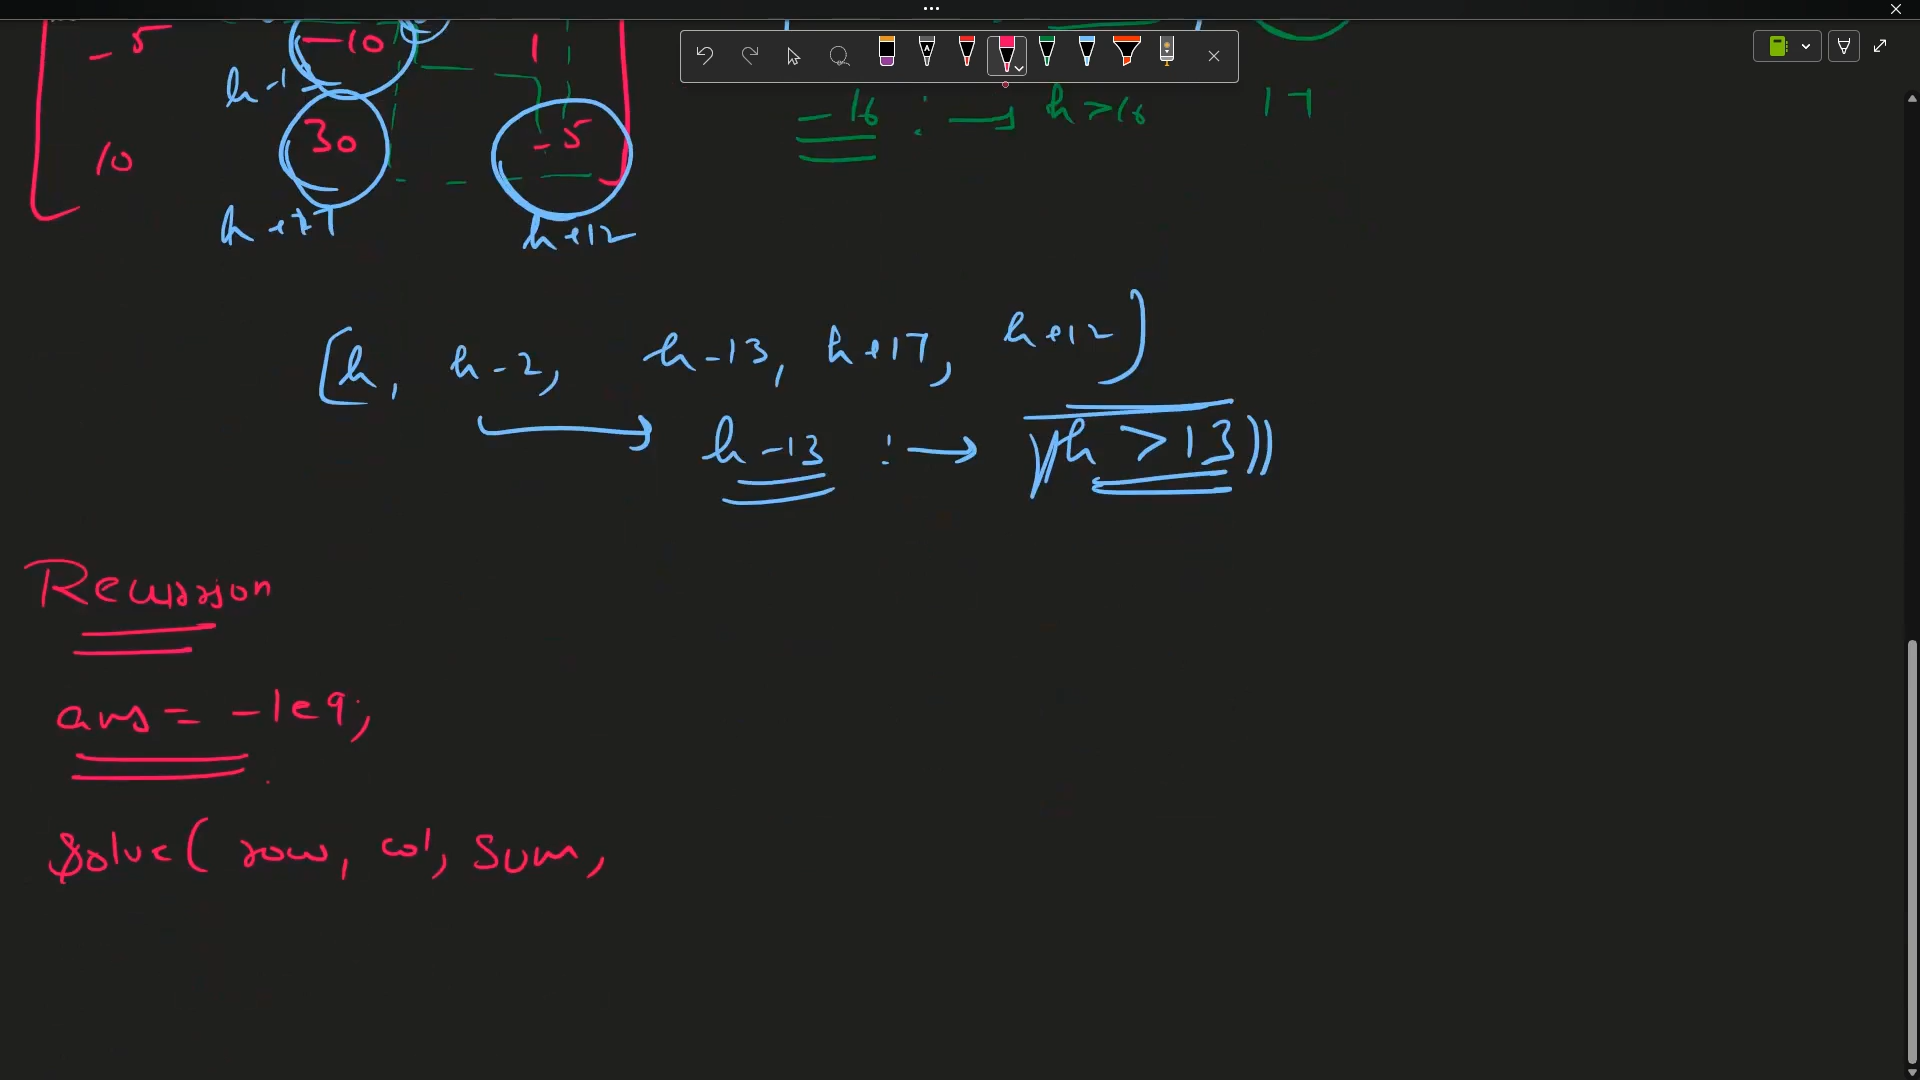 -5 -10 1
h-1
10 30 -5
h+17 h+12
-16 : → h>16 17
[h, h-2, h-13, h+17, h+12]
→ h-13 : → ((h > 13))
Recursion
ans = -1e9;
Solve( row, col, sum,